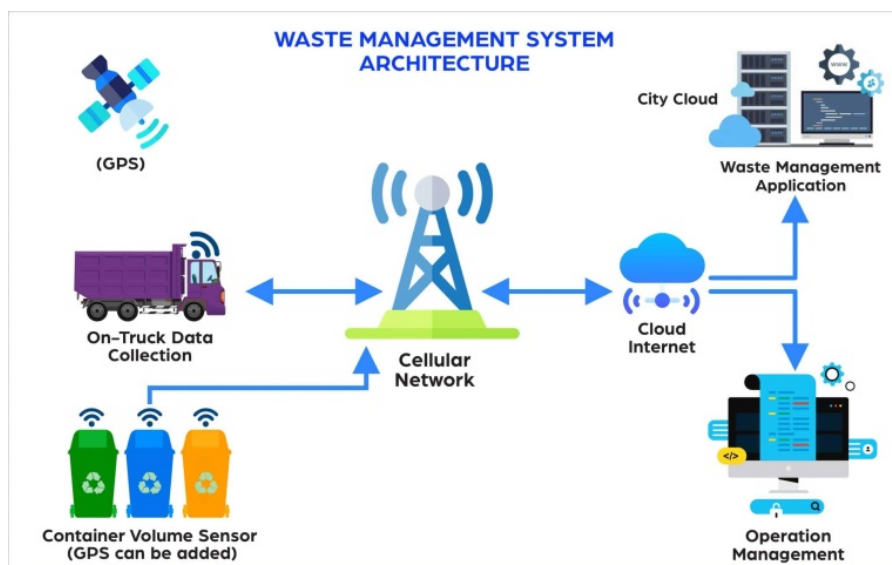 WASTE MANAGEMENT SYSTEM
ARCHITECTURE
(GPS)
City Cloud
WWW
Waste Management
Application
On-Truck Data
Collection
Cellular
Network
Cloud
Internet
Container Volume Sensor
(GPS can be added)
</>
Operation
Management